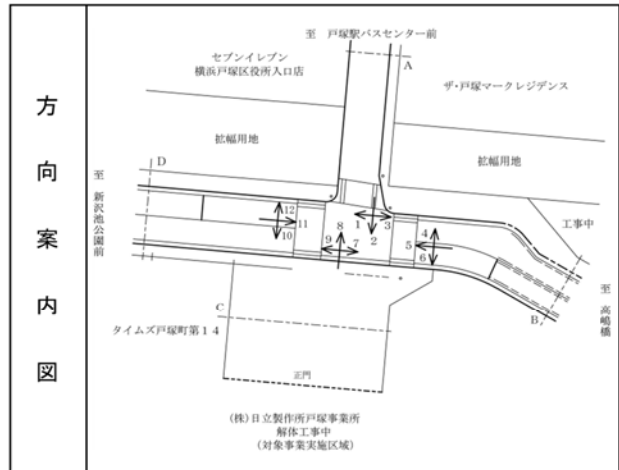 方向案内図
至 戸塚駅バスセンター前
A
セブンイレブン
横浜戸塚区役所入口店
ザ・戸塚マークレジデンス
拡幅用地
拡幅用地
D
至 新沢池公園前
工事中
12
11
10
1
2
3
4
5
6
8
9
7
至 高嶋橋
B
C
タイムズ戸塚町第14
正門
(株)日立製作所戸塚事業所
解体工事中
(対象事業実施区域)